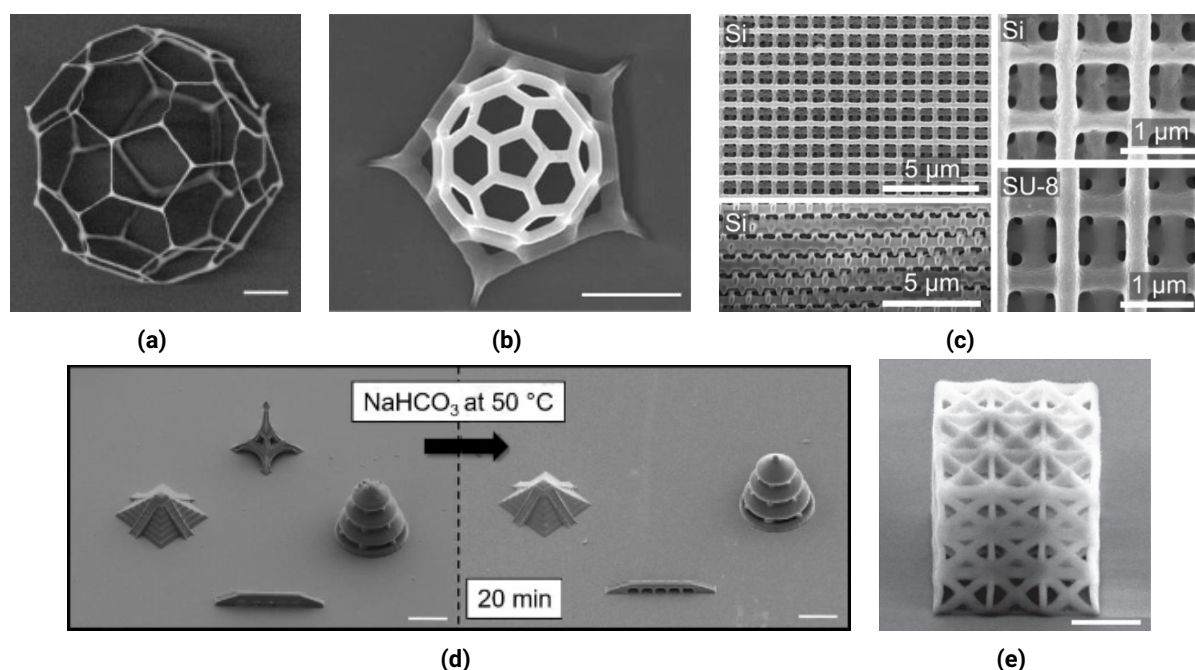 Si
5 μm
Si
1 μm
Si
5 μm
SU-8
1 μm
(a)
(b)
(c)
NaHCO₃ at 50 °C
20 min
(d)
(e)